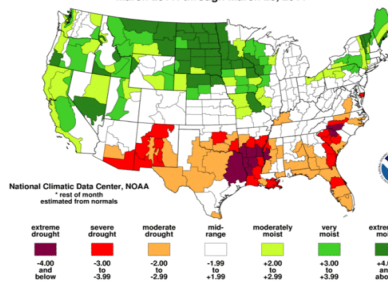 National Climatic Data Center, NOAA
* rest of month
estimated from normals
extreme drought
severe drought
moderate drought
mid-range
moderately moist
very moist
-4.00 and below
-3.00 to -3.99
-2.00 to -2.99
-1.99 to +1.99
+2.00 to +2.99
+3.00 to +3.99